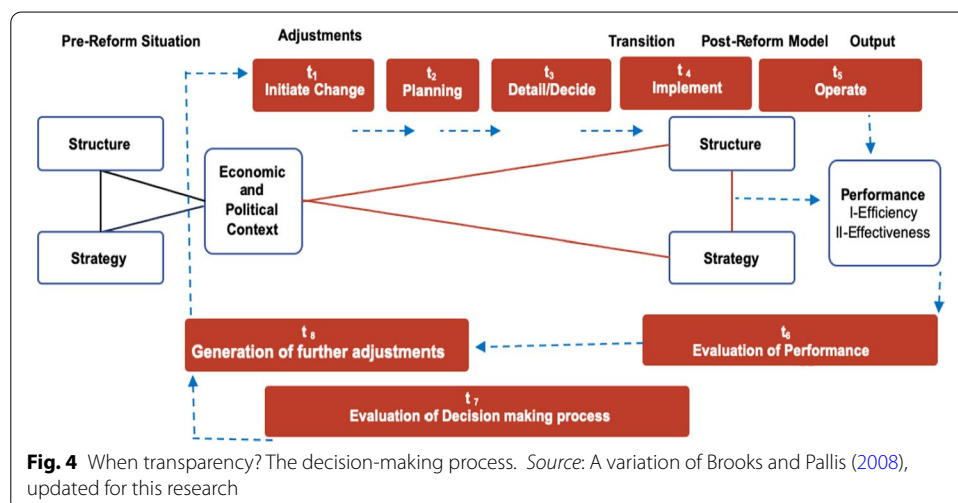 Pre-Reform Situation
Adjustments
Transition
Post-Reform Model
Output
t1
Initiate Change
t2
Planning
t3
Detail/Decide
t4
Implement
t5
Operate
Structure
Economic
and
Political
Context
Strategy
Structure
Strategy
Performance
I-Efficiency
II-Effectiveness
t8
Generation of further adjustments
t6
Evaluation of Performance
t7
Evaluation of Decision making process
Fig. 4 When transparency? The decision-making process. Source: A variation of Brooks and Pallis (2008),
updated for this research